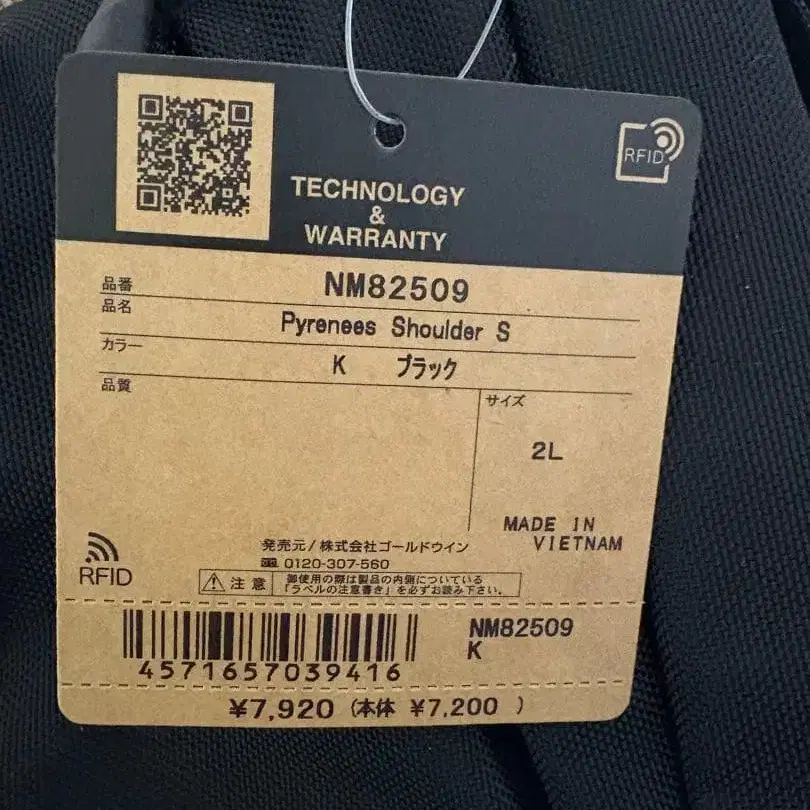 RFID
TECHNOLOGY
&
WARRANTY
品番 NM82509
品名 Pyrenees Shoulder S
カラー K ブラック
品質
サイズ
2L
MADE IN
VIETNAM
発売元/株式会社ゴールドウイン
0120-307-560
RFID
注意
御使用の際は製品の内側についている
「ラベルの注意書き」を必ずお読み下さい。
NM82509
K
4571657039416
¥7,920 (本体 ¥7,200 )